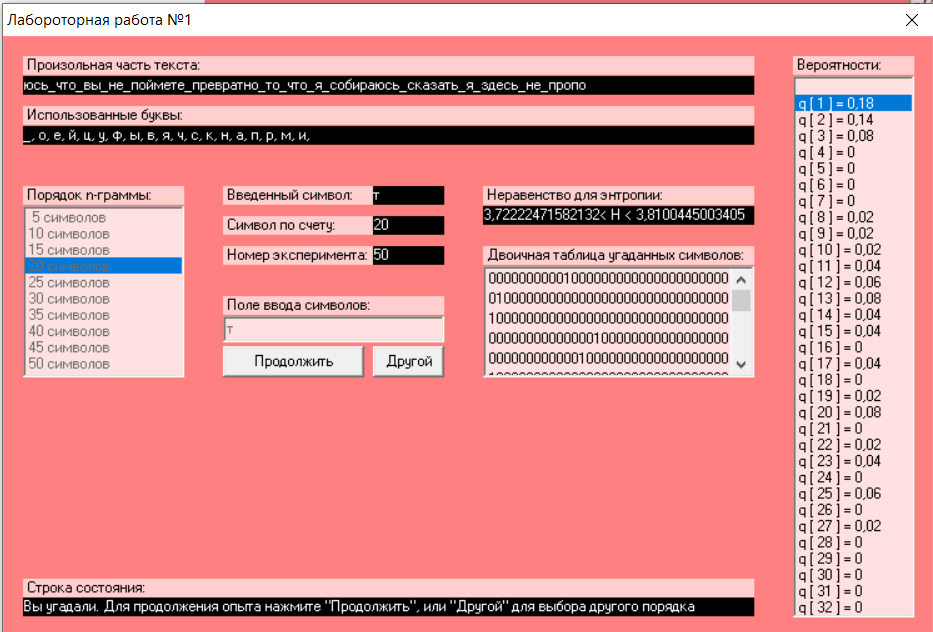 Лабороторная работа №1
Произольная часть текста:
юсь_что_вы_не_поймете_превратно_то_что_я_собираюсь_сказать_я_здесь_не_пропо
Использованные буквы:
_, о, е, й, ц, у, ф, ы, в, я, ч, с, к, н, а, п, р, м, и,
Порядок n-граммы:
5 символов
10 символов
15 символов
20 символов
25 символов
30 символов
35 символов
40 символов
45 символов
50 символов
Введенный символ: т
Символ по счету: 20
Номер эксперимента: 50
Поле ввода символов:
т
Продолжить
Другой
Неравенство для энтропии:
3,72222471582132< H < 3,8100445003405
Двоичная таблица угаданных символов:
00000000001000000000000000000000
01000000000000000000000000000000
10000000000000000000000000000000
00000000000000100000000000000000
00000000000010000000000000000000
Вероятности:
q [ 1 ] = 0,18
q [ 2 ] = 0,14
q [ 3 ] = 0,08
q [ 4 ] = 0
q [ 5 ] = 0
q [ 6 ] = 0
q [ 7 ] = 0
q [ 8 ] = 0,02
q [ 9 ] = 0,02
q [ 10 ] = 0,02
q [ 11 ] = 0,04
q [ 12 ] = 0,06
q [ 13 ] = 0,08
q [ 14 ] = 0,04
q [ 15 ] = 0,04
q [ 16 ] = 0
q [ 17 ] = 0,04
q [ 18 ] = 0
q [ 19 ] = 0,02
q [ 20 ] = 0,08
q [ 21 ] = 0
q [ 22 ] = 0,02
q [ 23 ] = 0,04
q [ 24 ] = 0
q [ 25 ] = 0,06
q [ 26 ] = 0
q [ 27 ] = 0,02
q [ 28 ] = 0
q [ 29 ] = 0
q [ 30 ] = 0
q [ 31 ] = 0
q [ 32 ] = 0
Строка состояния:
Вы угадали. Для продолжения опыта нажмите "Продолжить", или "Другой" для выбора другого порядка